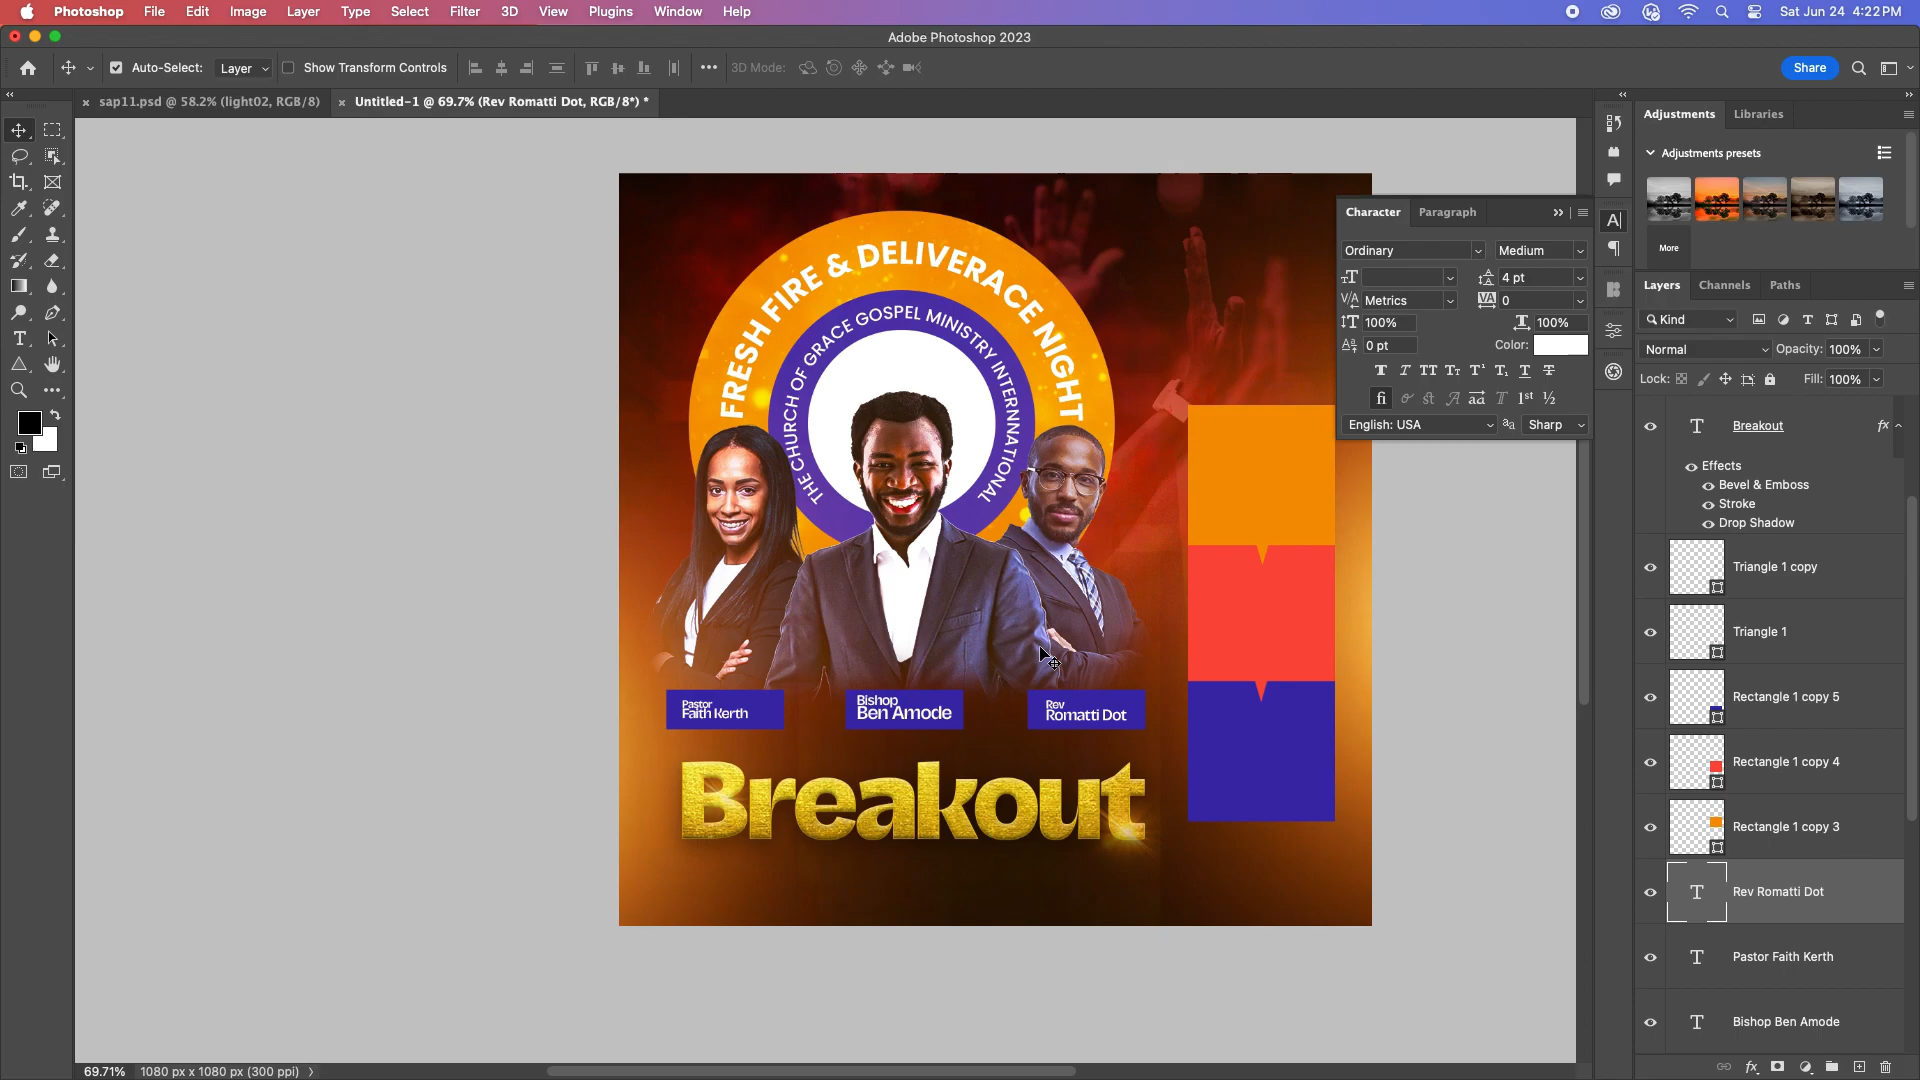 Photoshop File Edit Image Layer Type Select Filter 3D View Plugins Window Help Sat Jun 24 4:22 PM
Adobe Photoshop 2023
Auto-Select: Layer Show Transform Controls 3D Mode: Share
sap11.psd @ 58.2% (light02, RGB/8) Untitled-1 @ 69.7% (Rev Romatti Dot, RGB/8*) *
FRESH FIRE & DELIVERACE NIGHT
THE CHURCH OF GRACE GOSPEL MINISTRY INTERNNATIONAL
Pastor
Faith Kerth
Bishop
Ben Amode
Rev
Romatti Dot
Breakout
Character Paragraph
Ordinary Medium
4 pt
Metrics 0
100% 100%
0 pt Color:
English: USA Sharp
Adjustments Libraries
Adjustments presets
More
Layers Channels Paths
Kind
Normal Opacity: 100%
Lock: Fill: 100%
Breakout fx
Effects
Bevel & Emboss
Stroke
Drop Shadow
Triangle 1 copy
Triangle 1
Rectangle 1 copy 5
Rectangle 1 copy 4
Rectangle 1 copy 3
Rev Romatti Dot
Pastor Faith Kerth
Bishop Ben Amode
69.71% 1080 px x 1080 px (300 ppi)